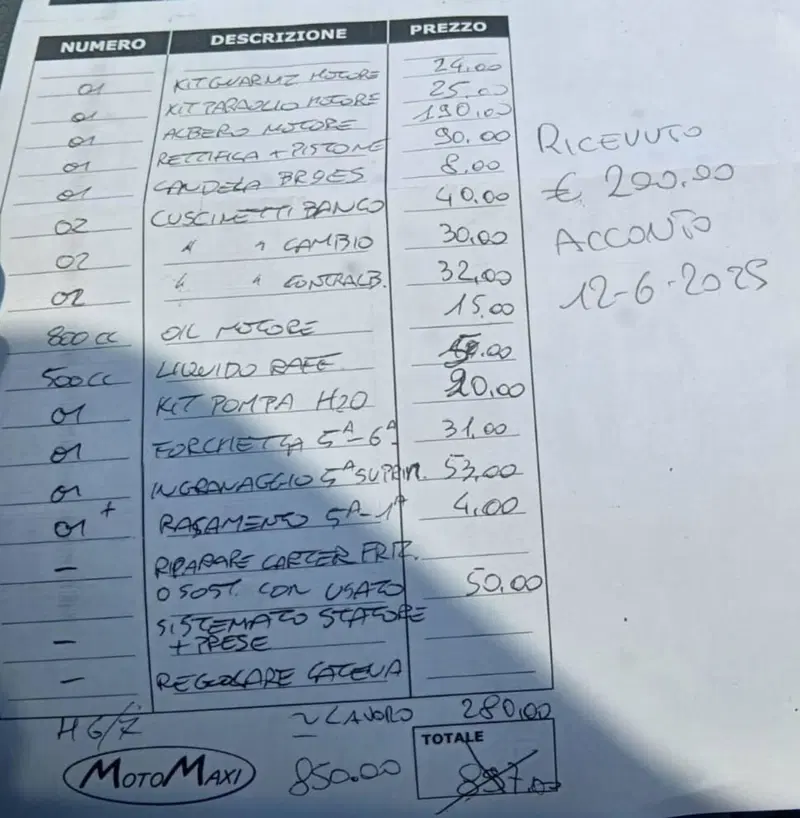 NUMERO DESCRIZIONE PREZZO
01 KIT GUARNIZ MOTORE 24,00
01 KIT PARAOLIO MOTORE 25,00
01 ALBERO MOTORE 190,00
01 RETTIFICA + PISTONE 90.00
01 CANDELA BR9ES 8,00
02 CUSCINETTI BANCO 40,00
02 " " CAMBIO 30,00
02 " " CONTRALB. 32,00
800 CC OIL MOTORE 15.00
500 CC LIQUIDO RAFF. .00
01 KIT POMPA H2O 20.00
01 FORCHETTA 5A-6A 31,00
01 INGRANAGGIO 5A 53,00
01 + RASAMENTO 5A-1A 4,00
- RIPARARE CARTER FRIZ.
O SOST. CON USATO 50.00
- SISTEMATO STATORE
+ PRESE
- REGOLARE CATENA
H 6/7 ~ LAVORO 280,00
TOTALE
MOTOMAXI 850.00 897.00
RICEVUTO
€ 200.00
ACCONTO
12-6-2025